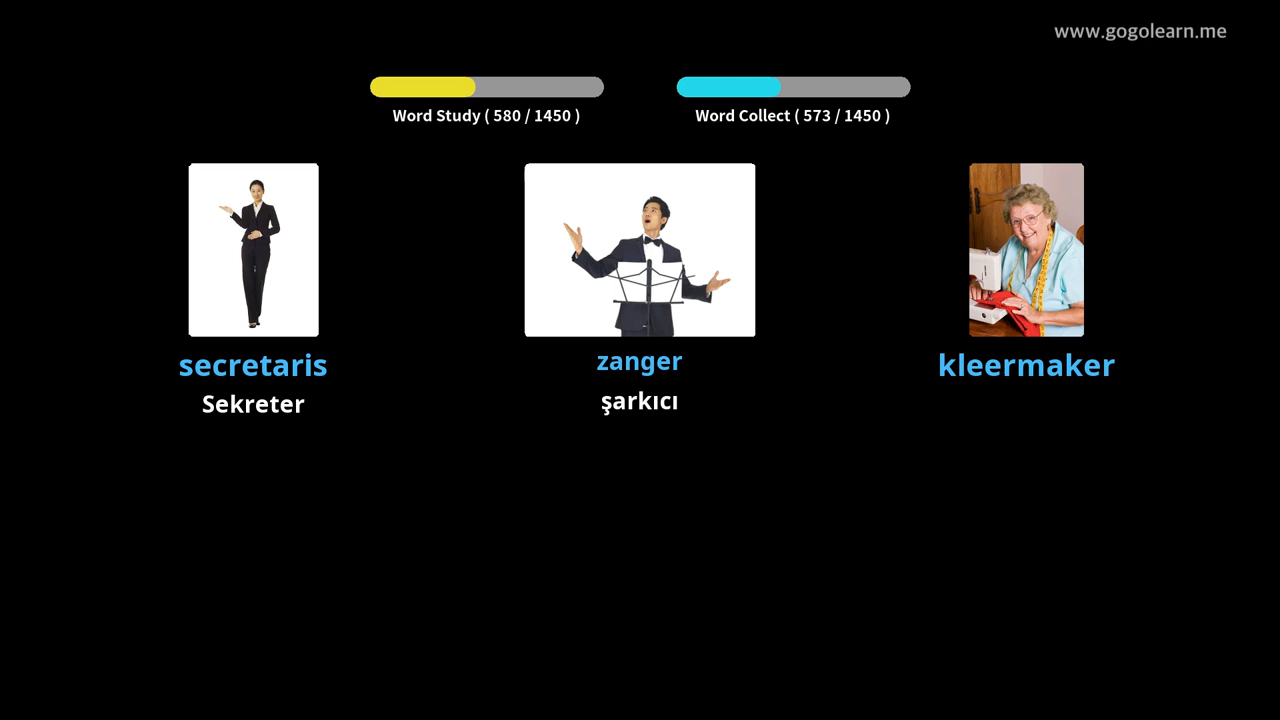 www.gogolearn.me
Word Study ( 580 / 1450 )
Word Collect ( 573 / 1450 )
secretaris
Sekreter
zanger
şarkıcı
kleermaker